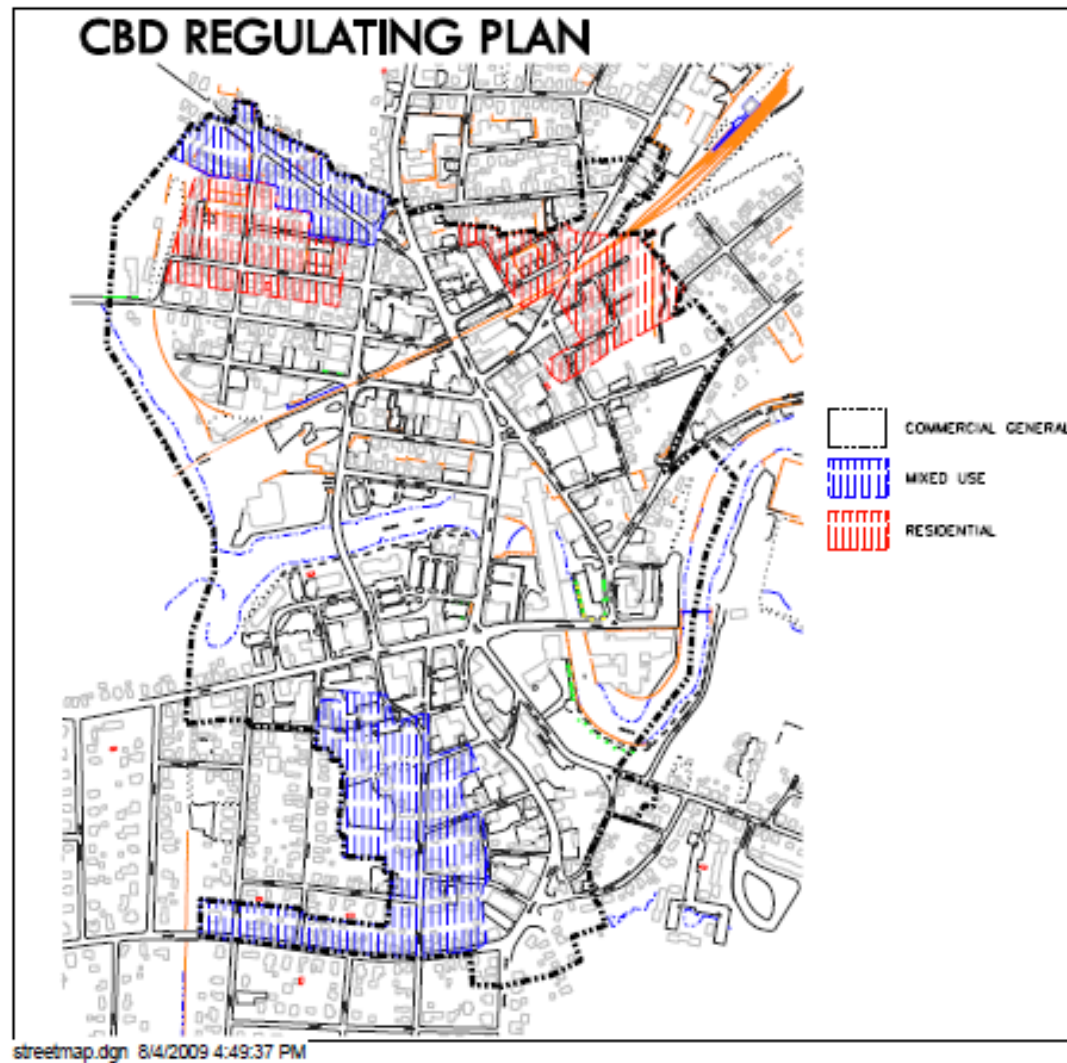 CBD REGULATING PLAN
COMMERCIAL GENERAL
MIXED USE
RESIDENTIAL
streetmap.dgn 8/4/2009 4:49:37 PM